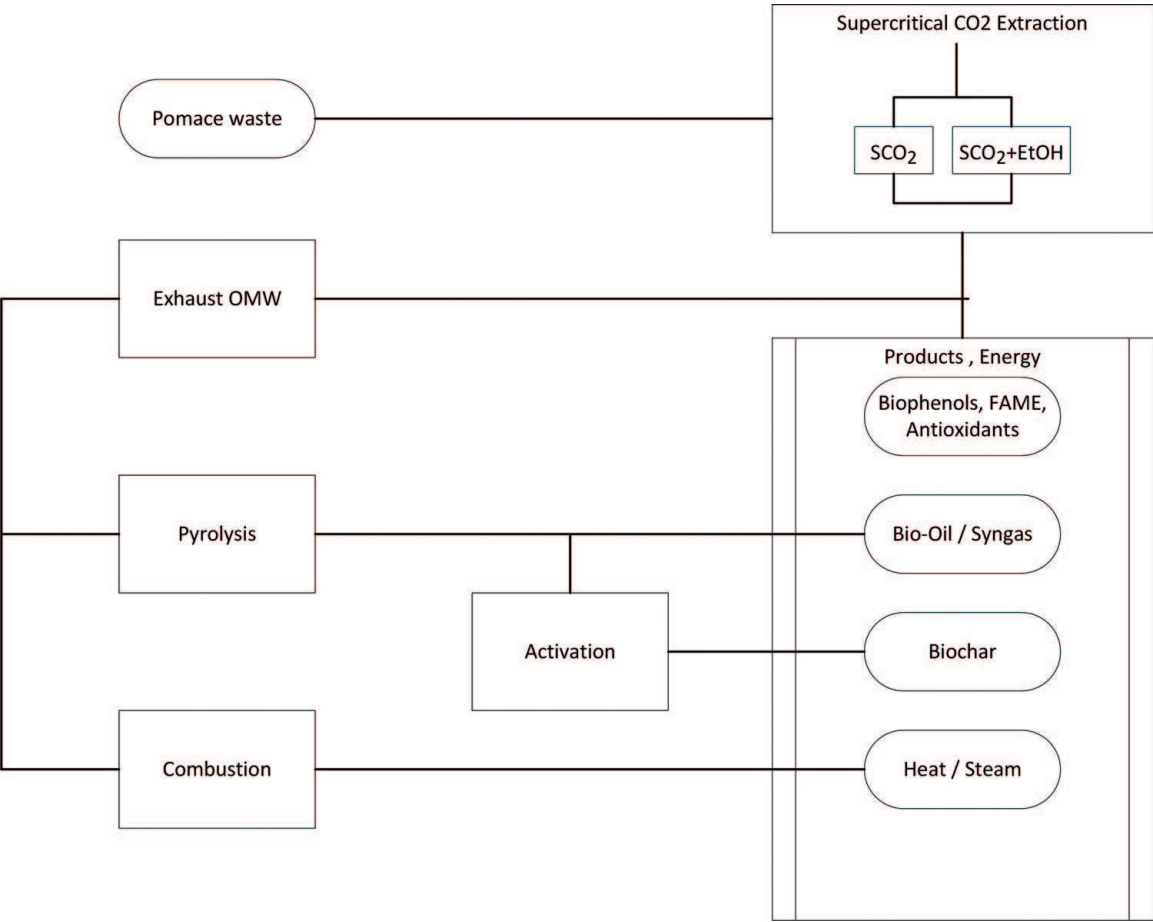 Supercritical CO2 Extraction
Pomace waste
SCO2
SCO2+EtOH
Exhaust OMW
Products , Energy
Biophenols, FAME,
Antioxidants
Pyrolysis
Bio-Oil / Syngas
Activation
Biochar
Combustion
Heat / Steam